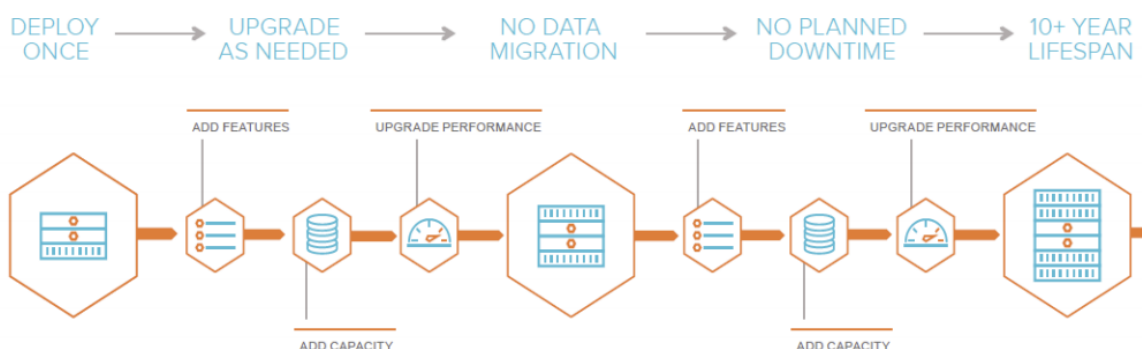 DEPLOY
ONCE
UPGRADE
AS NEEDED
NO DATA
MIGRATION
NO PLANNED
DOWNTIME
10+ YEAR
LIFESPAN
ADD FEATURES
UPGRADE PERFORMANCE
ADD FEATURES
UPGRADE PERFORMANCE
ADD CAPACITY
ADD CAPACITY